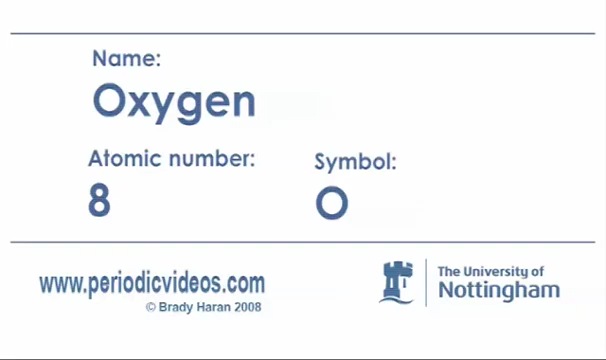 Name:
Oxygen
Atomic number:
8
Symbol:
O
www.periodicvideos.com
© Brady Haran 2008
The University of
Nottingham